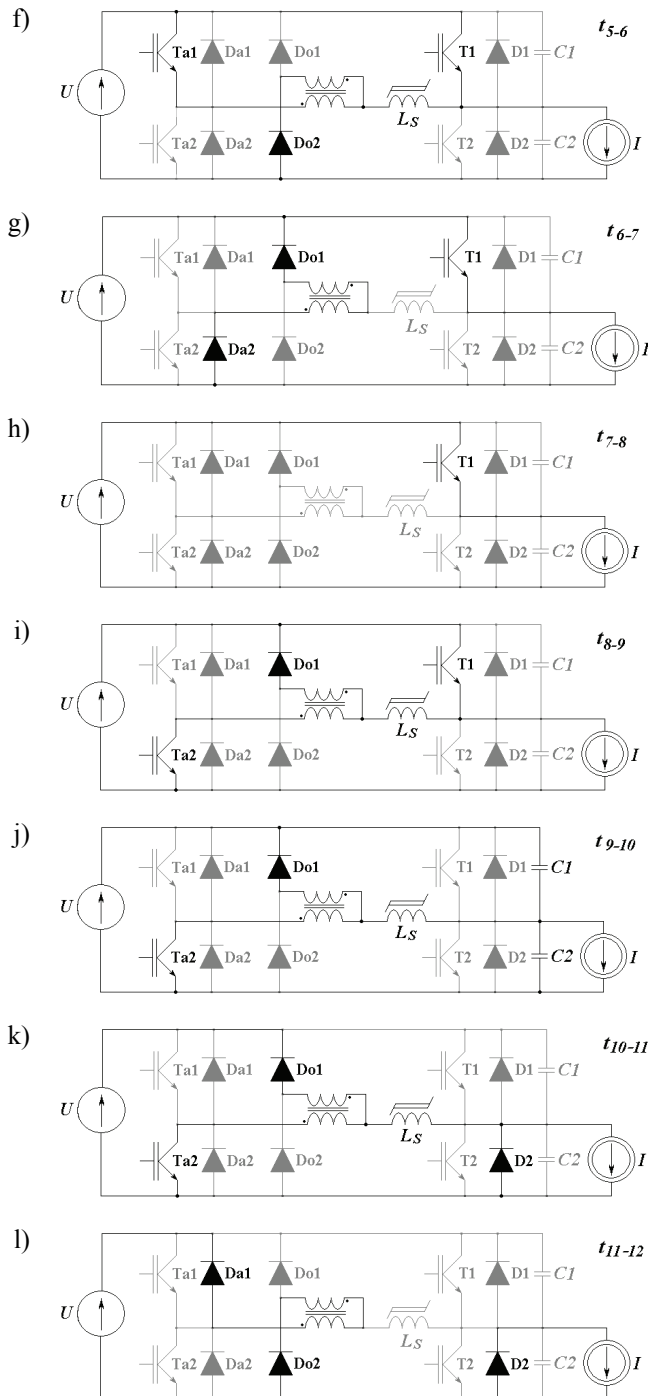 f)
t5-6
Ta1 Da1 Do1 T1 D1 C1
U
LS
Ta2 Da2 Do2 T2 D2 C2 I
g)
t6-7
Ta1 Da1 Do1 T1 D1 C1
U
LS
Ta2 Da2 Do2 T2 D2 C2 I
h)
t7-8
Ta1 Da1 Do1 T1 D1 C1
U
LS
Ta2 Da2 Do2 T2 D2 C2 I
i)
t8-9
Ta1 Da1 Do1 T1 D1 C1
U
LS
Ta2 Da2 Do2 T2 D2 C2 I
j)
t9-10
Ta1 Da1 Do1 T1 D1 C1
U
LS
Ta2 Da2 Do2 T2 D2 C2 I
k)
t10-11
Ta1 Da1 Do1 T1 D1 C1
U
LS
Ta2 Da2 Do2 T2 D2 C2 I
l)
t11-12
Ta1 Da1 Do1 T1 D1 C1
U
LS
Ta2 Da2 Do2 T2 D2 C2 I